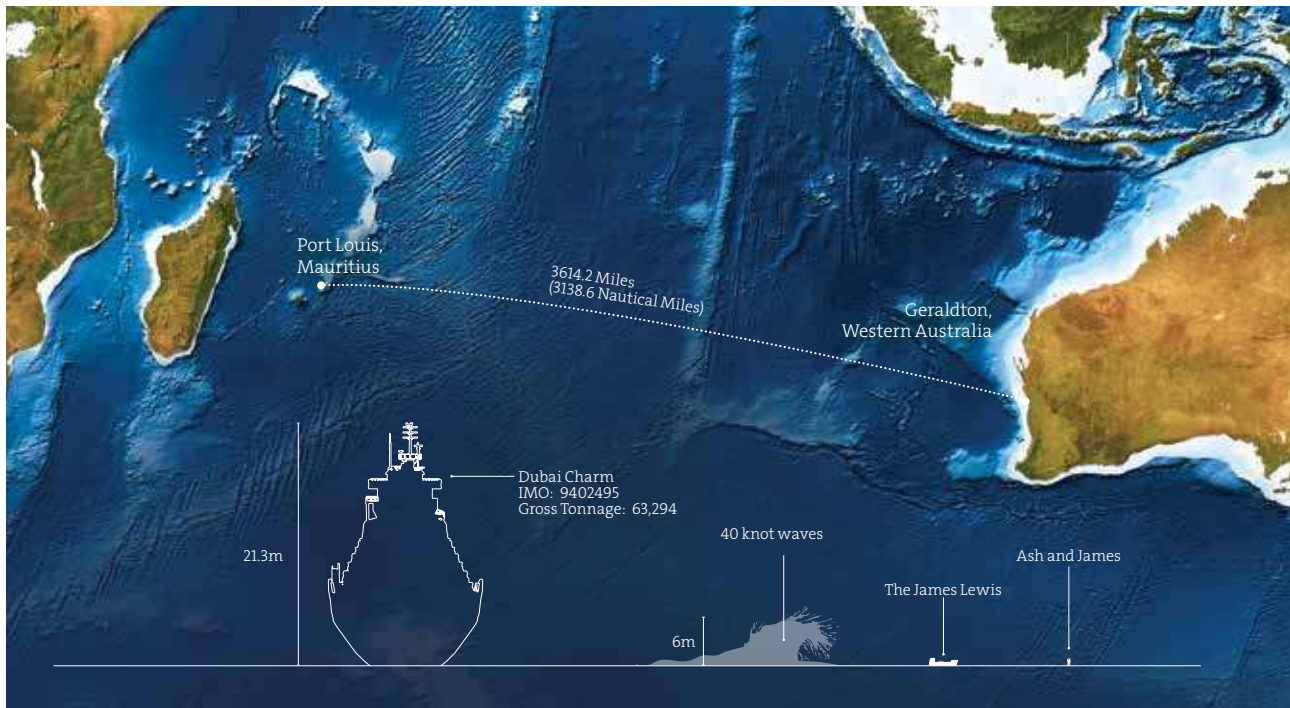 Port Louis,
Mauritius
3614.2 Miles
(3138.6 Nautical Miles)
Geraldton,
Western Australia
Dubai Charm
IMO: 9402495
Gross Tonnage: 63,294
21.3m
40 knot waves
6m
The James Lewis
Ash and James